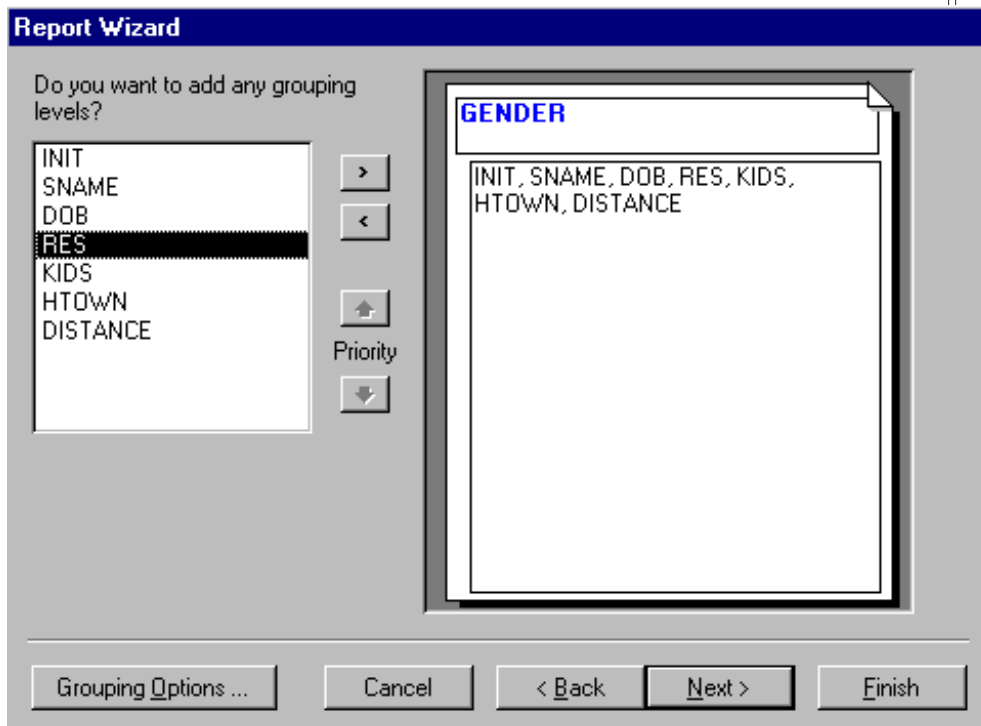 Report Wizard
Do you want to add any grouping
levels?
INIT
SNAME
DOB
RES
KIDS
HTOWN
DISTANCE
>
<
Priority
GENDER
INIT, SNAME, DOB, RES, KIDS,
HTOWN, DISTANCE
Grouping Options ...
Cancel
< Back
Next >
Finish